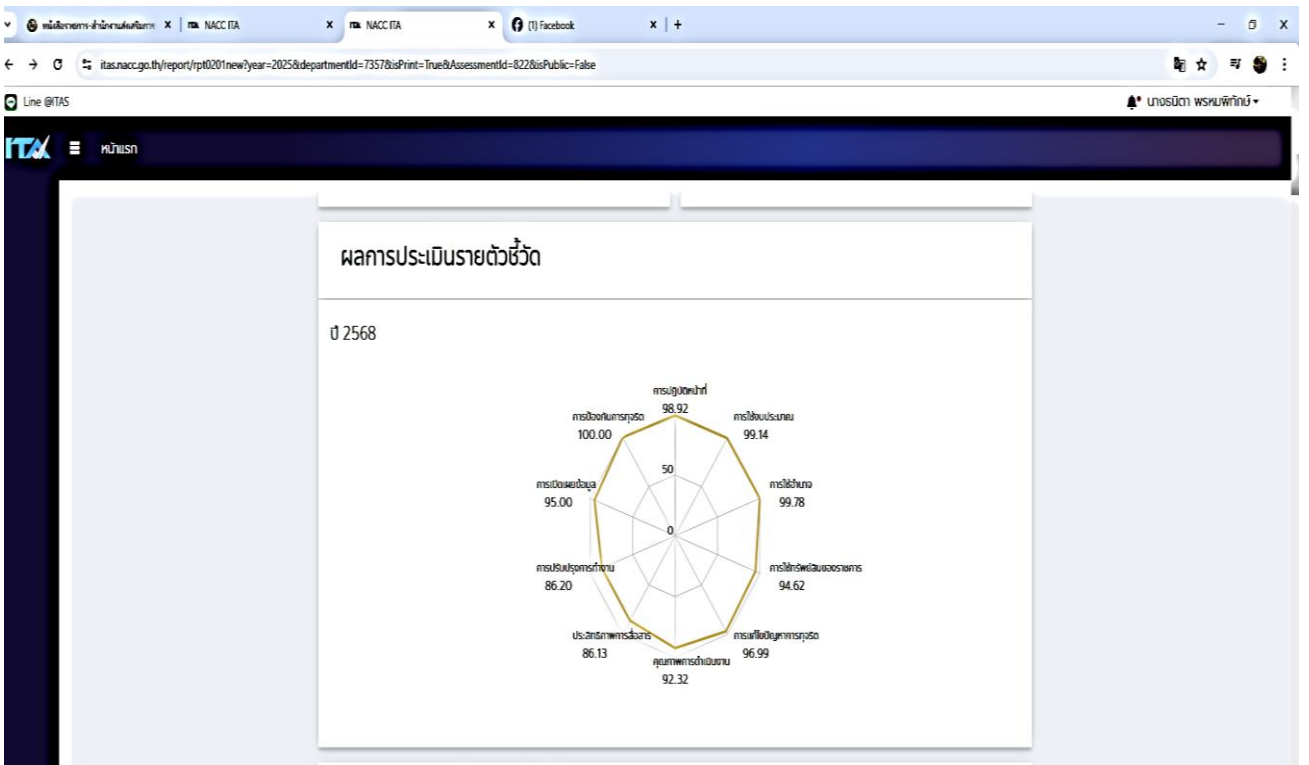 NACC ITA
NACC ITA
(1) Facebook
itas.nacc.go.th/report/rpt0201new?year=2025&departmentId=7357&isPrint=True&AssessmentId=822&isPublic=False
Line @ITAS
นางธนิตา พรหมพิทักษ์
ITA
หน้าแรก
ผลการประเมินรายตัวชี้วัด
ปี 2568
การปฏิบัติหน้าที่
98.92
การป้องกันการทุจริต
100.00
การใช้งบประมาณ
99.14
50
การเปิดเผยข้อมูล
95.00
การใช้อำนาจ
99.78
0
การปรับปรุงการทำงาน
86.20
การใช้ทรัพย์สินของราชการ
94.62
ประสิทธิภาพการสื่อสาร
86.13
การแก้ไขปัญหาการทุจริต
96.99
คุณภาพการดำเนินงาน
92.32